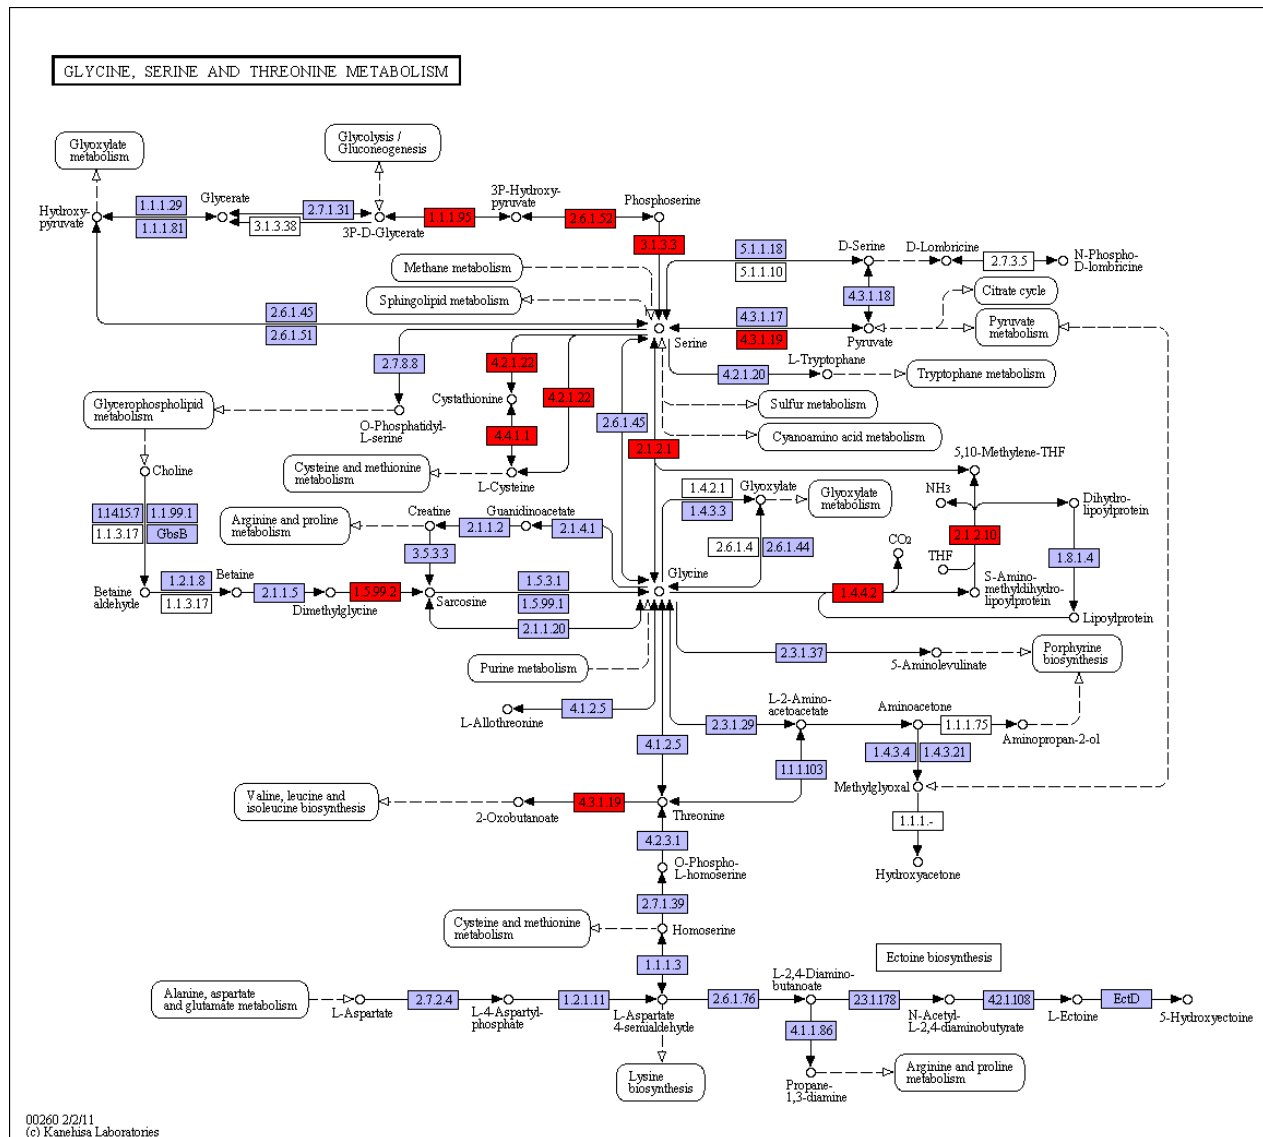 GLYCINE, SERINE AND THREONINE METABOLISM
Glyoxylate
metabolism
Glycolysis /
Gluconeogenesis
Hydroxy-
pyruvate
1.1.1.29
1.1.1.81
Glycerate
2.7.1.31
3.1.3.38
3P-D-Glycerate
1.1.1.95
3P-Hydroxy-
pyruvate
2.6.1.52
Phosphoserine
3.1.3.3
Methane metabolism
Sphingolipid metabolism
5.1.1.18
5.1.1.10
D-Serine
D-Lombricine
2.7.3.5
N-Phospho-
D-lombricine
4.3.1.18
Citrate cycle
2.6.1.45
2.6.1.51
4.3.1.17
4.3.1.19
Serine
Pyruvate
Pyruvate
metabolism
2.7.8.8
4.2.1.22
4.2.1.22
L-Tryptophane
4.2.1.20
Tryptophane metabolism
Cystathionine
Glycerophospholipid
metabolism
O-Phosphatidyl-
L-serine
4.4.1.1
2.6.1.45
2.1.2.1
Sulfur metabolism
Cyanoamino acid metabolism
Choline
Cysteine and methionine
metabolism
L-Cysteine
5,10-Methylene-THF
1.14.15.7
1.1.99.1
1.1.3.17
GbsB
Arginine and proline
metabolism
Creatine
2.1.1.2
Guanidinoacetate
2.1.4.1
1.4.2.1
1.4.3.3
Glyoxylate
Glyoxylate
metabolism
NH3
Dihydro-
lipoylprotein
3.5.3.3
2.6.1.4
2.6.1.44
CO2
2.1.2.10
THF
1.8.1.4
Betaine
aldehyde
1.2.1.8
1.1.3.17
Betaine
2.1.1.5
Dimethylglycine
1.5.99.2
Sarcosine
1.5.3.1
1.5.99.1
2.1.1.20
Glycine
1.4.4.2
S-Amino-
methyldihydro-
lipoylprotein
Lipoylprotein
Purine metabolism
2.3.1.37
5-Aminolevulinate
Porphyrine
biosynthesis
L-Allothreonine
4.1.2.5
4.1.2.5
2.3.1.29
L-2-Amino-
acetoacetate
Aminoacetone
1.1.1.75
Aminopropan-2-ol
1.1.1.103
1.4.3.4
1.4.3.21
Methylglyoxal
Valine, leucine and
isoleucine biosynthesis
2-Oxobutanoate
4.3.1.19
Threonine
1.1.1.-
4.2.3.1
O-Phospho-
L-homoserine
Hydroxyacetone
2.7.1.39
Cysteine and methionine
metabolism
Homoserine
1.1.1.3
Ectoine biosynthesis
Alanine, aspartate
and glutamate metabolism
L-Aspartate
2.7.2.4
L-4-Aspartyl-
phosphate
1.2.1.11
L-Aspartate
4-semialdehyde
2.6.1.76
L-2,4-Diamino-
butanoate
2.3.1.178
N-Acetyl-
L-2,4-diaminobutyrate
4.2.1.108
L-Ectoine
EctD
5-Hydroxyectoine
4.1.1.86
Lysine
biosynthesis
Propane-
1,3-diamine
Arginine and proline
metabolism
00260 2/2/11
(c) Kanehisa Laboratories